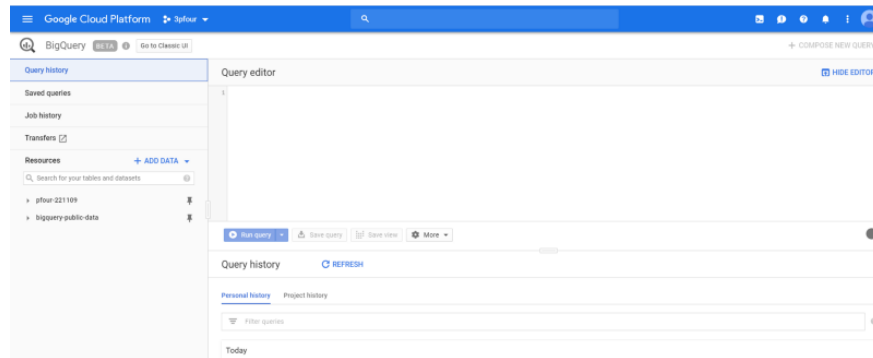 Google Cloud Platform 3pfour
BigQuery BETA Go to Classic UI
+ COMPOSE NEW QUERY
Query history
Saved queries
Job history
Transfers
Resources + ADD DATA
Search for your tables and datasets
pfour-221109
bigquery-public-data
Query editor
HIDE EDITOR
1
Run query Save query Save view More
Query history REFRESH
Personal history Project history
Filter queries
Today